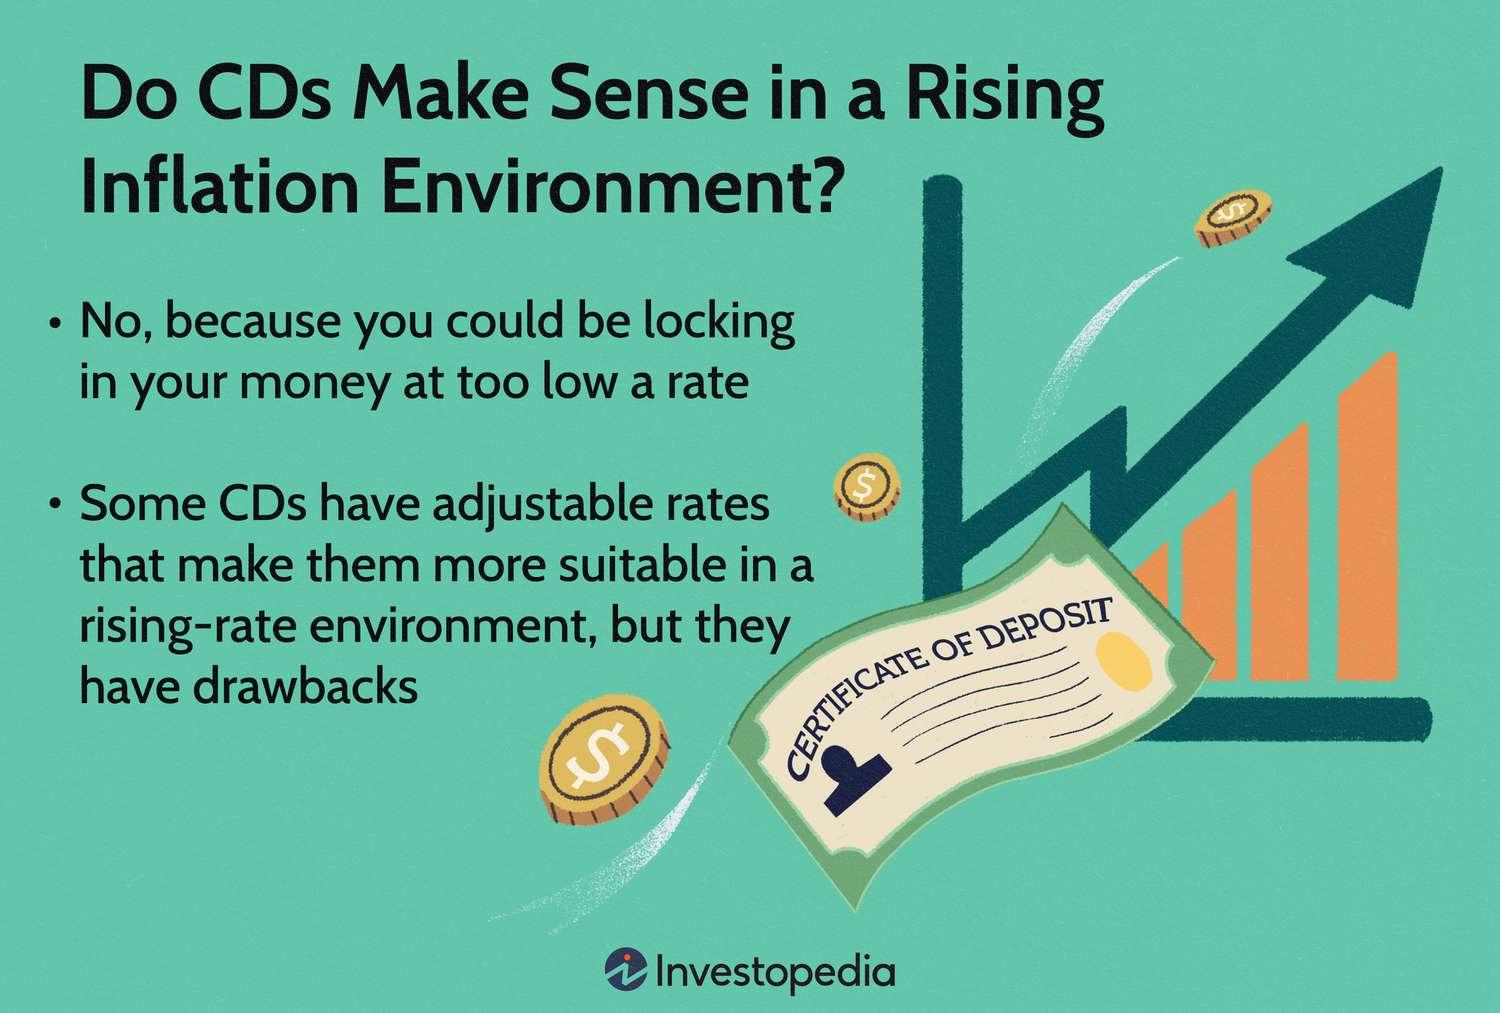 Do CDs Make Sense in a Rising
Inflation Environment?
• No, because you could be locking
in your money at too low a rate
• Some CDs have adjustable rates
that make them more suitable in a
rising-rate environment, but they
have drawbacks
$
$
$
CERTIFICATE OF DEPOSIT
Investopedia